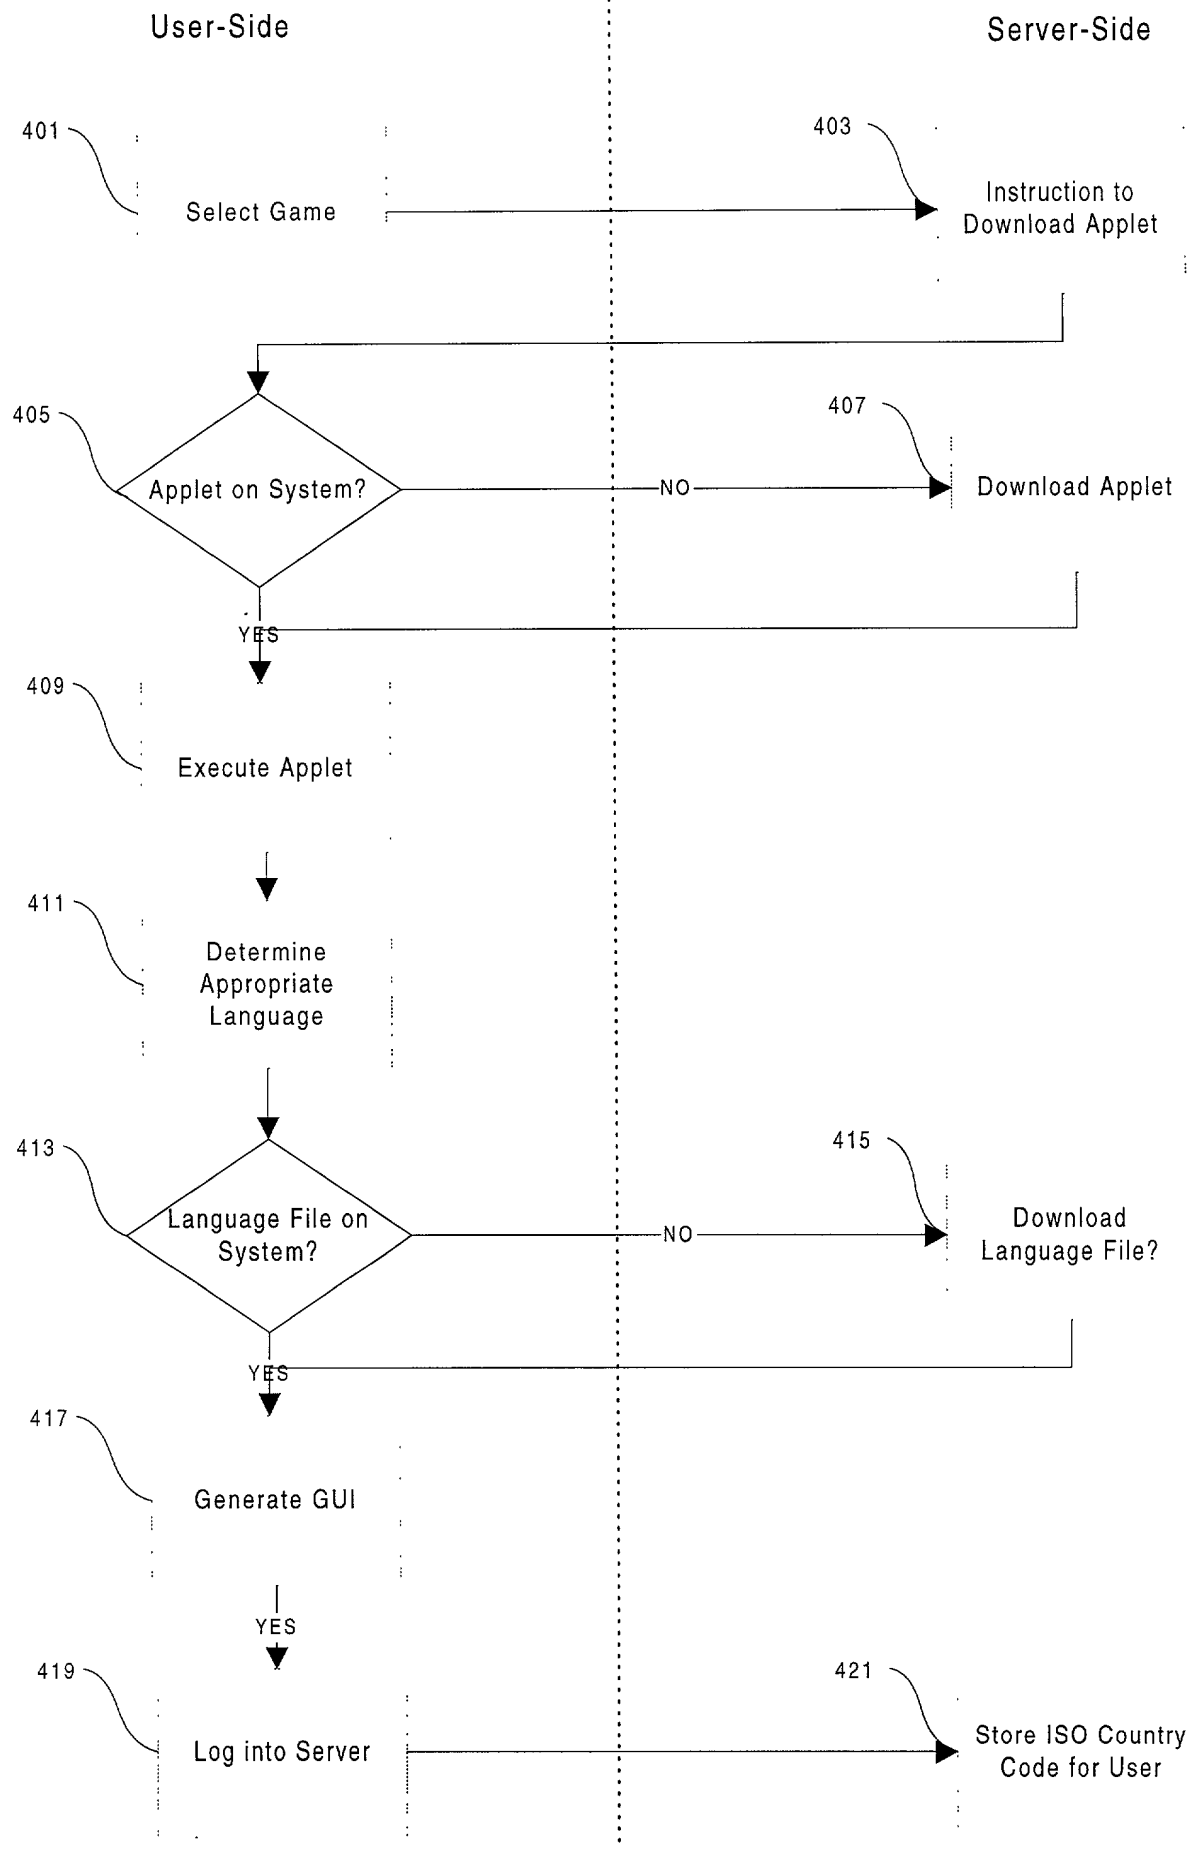 User-Side
Server-Side
401
403
Select Game
Instruction to
Download Applet
405
407
Applet on System?
NO
Download Applet
YES
409
Execute Applet
411
Determine
Appropriate
Language
413
415
Language File on
System?
NO
Download
Language File?
YES
417
Generate GUI
YES
419
421
Log into Server
Store ISO Country
Code for User